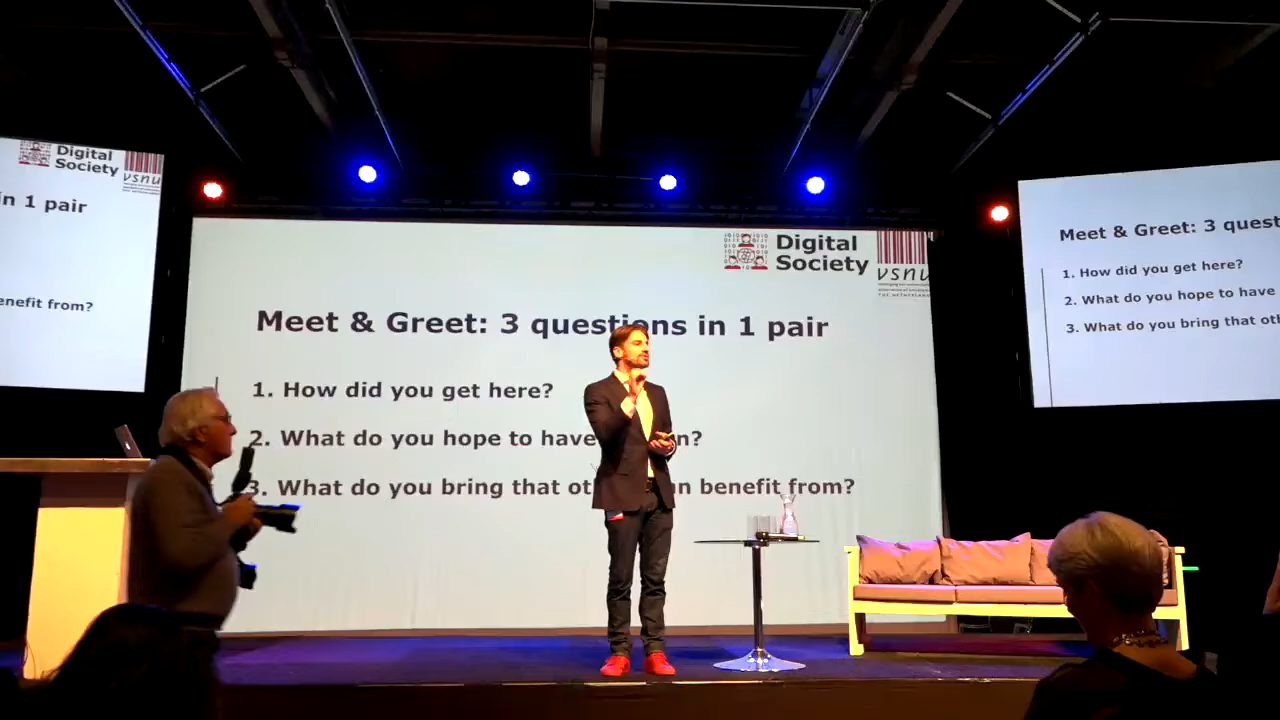 Digital
Society
vsnu
in 1 pair
enefit from?
Digital
Society
vsnu
THE NETHERLANDS
Meet & Greet: 3 questions in 1 pair
1. How did you get here?
2. What do you hope to have n?
3. What do you bring that ot n benefit from?
Meet & Greet: 3 quest
1. How did you get here?
2. What do you hope to have
3. What do you bring that oth